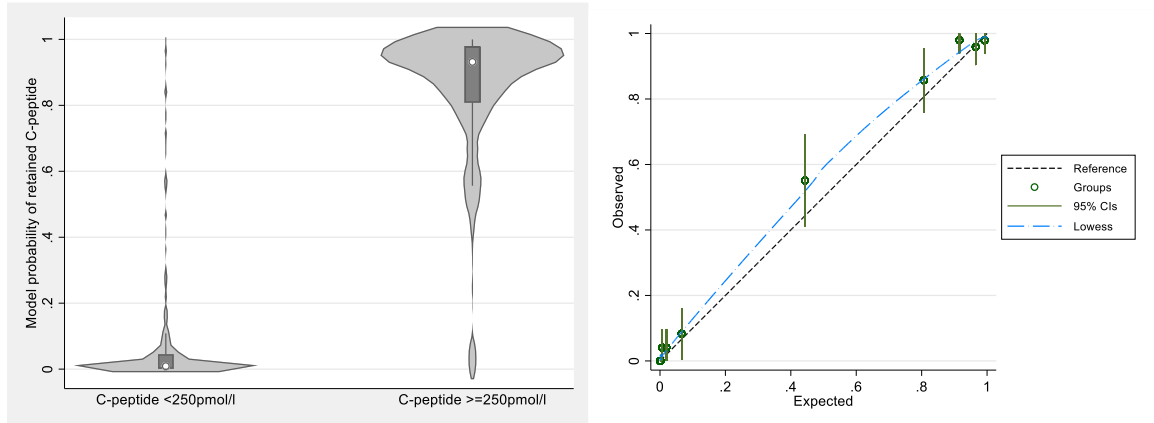 Model probability of retained C-peptide
1
.8
.6
.4
.2
0
C-peptide <250pmol/l
C-peptide >=250pmol/l
Observed
1
.8
.6
.4
.2
0
0
.2
.4
.6
.8
1
Expected
Reference
Groups
95% CIs
Lowess